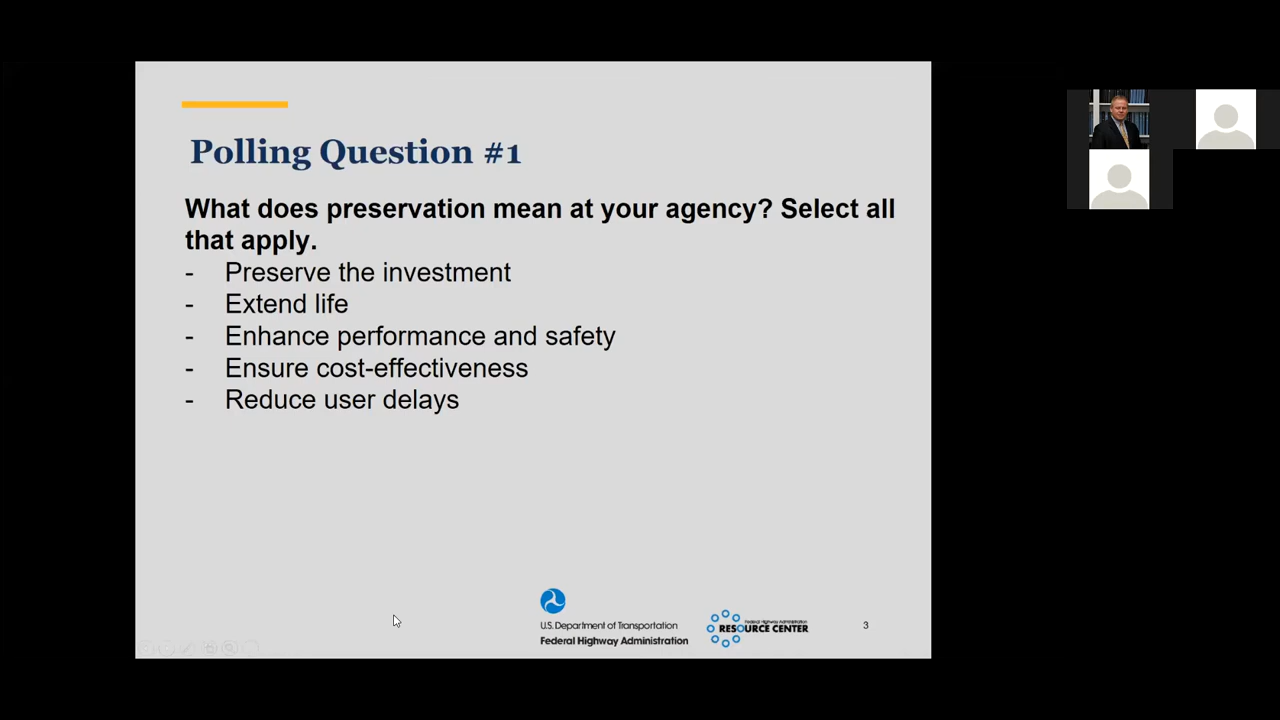 Polling Question #1
What does preservation mean at your agency? Select all
that apply.
- Preserve the investment
- Extend life
- Enhance performance and safety
- Ensure cost-effectiveness
- Reduce user delays
U.S. Department of Transportation
Federal Highway Administration
Federal Highway Administration
RESOURCE CENTER
3